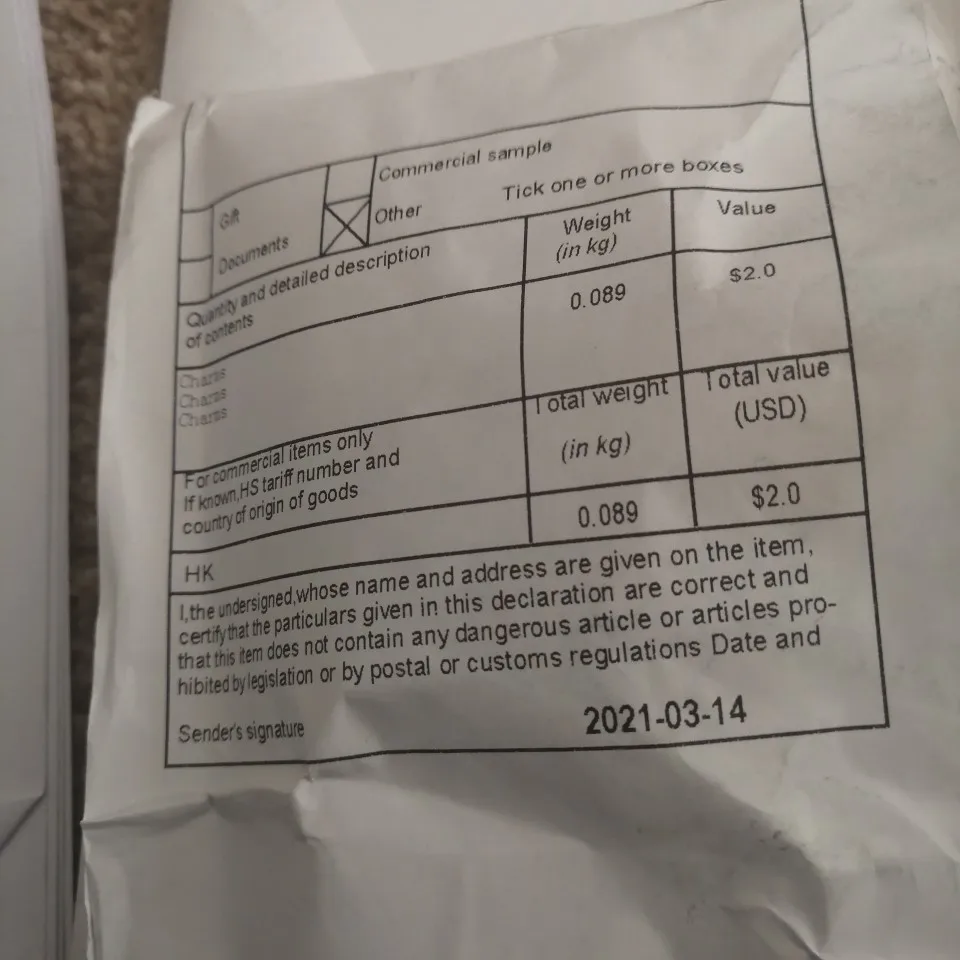 Commercial sample
Gift
Tick one or more boxes
Other
Documents
Quantity and detailed description
of contents
Weight
(in kg)
Value
Charms
Charms
Charms
0.089
$2.0
For commercial items only
If known,HS tariff number and
country of origin of goods
Total weight
(in kg)
Total value
(USD)
HK
0.089
$2.0
I,the undersigned,whose name and address are given on the item,
certify that the particulars given in this declaration are correct and
that this item does not contain any dangerous article or articles pro-
hibited by legislation or by postal or customs regulations Date and
Sender's signature
2021-03-14